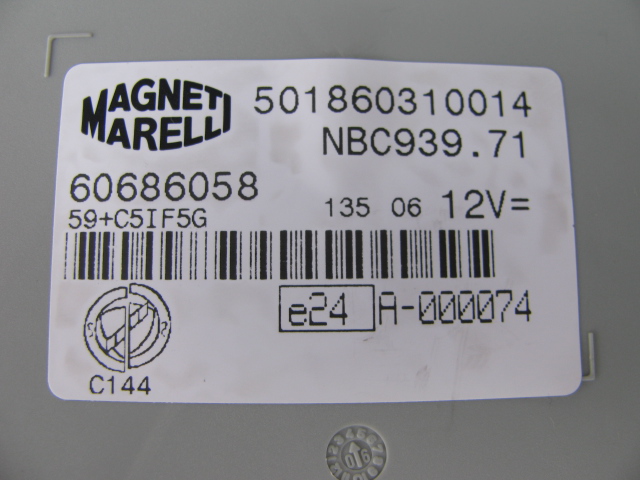 MAGNETI MARELLI
501860310014
NBC939.71
60686058
59+C5IF5G
135 06 12V=
e24 A-000074
C144